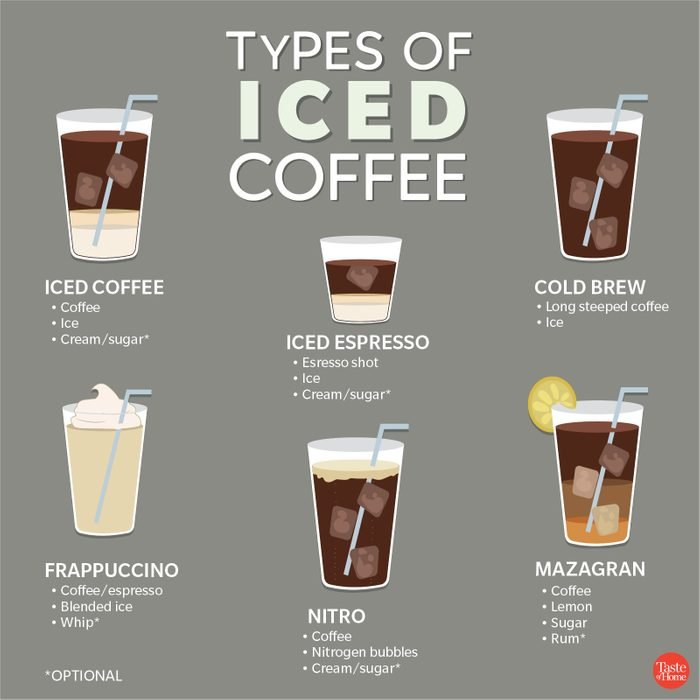 TYPES OF
ICED
COFFEE
ICED COFFEE
• Coffee
• Ice
• Cream/sugar*
ICED ESPRESSO
• Esresso shot
• Ice
• Cream/sugar*
COLD BREW
• Long steeped coffee
• Ice
FRAPPUCCINO
• Coffee/espresso
• Blended ice
• Whip*
NITRO
• Coffee
• Nitrogen bubbles
• Cream/sugar*
MAZAGRAN
• Coffee
• Lemon
• Sugar
• Rum*
*OPTIONAL
Taste
of Home